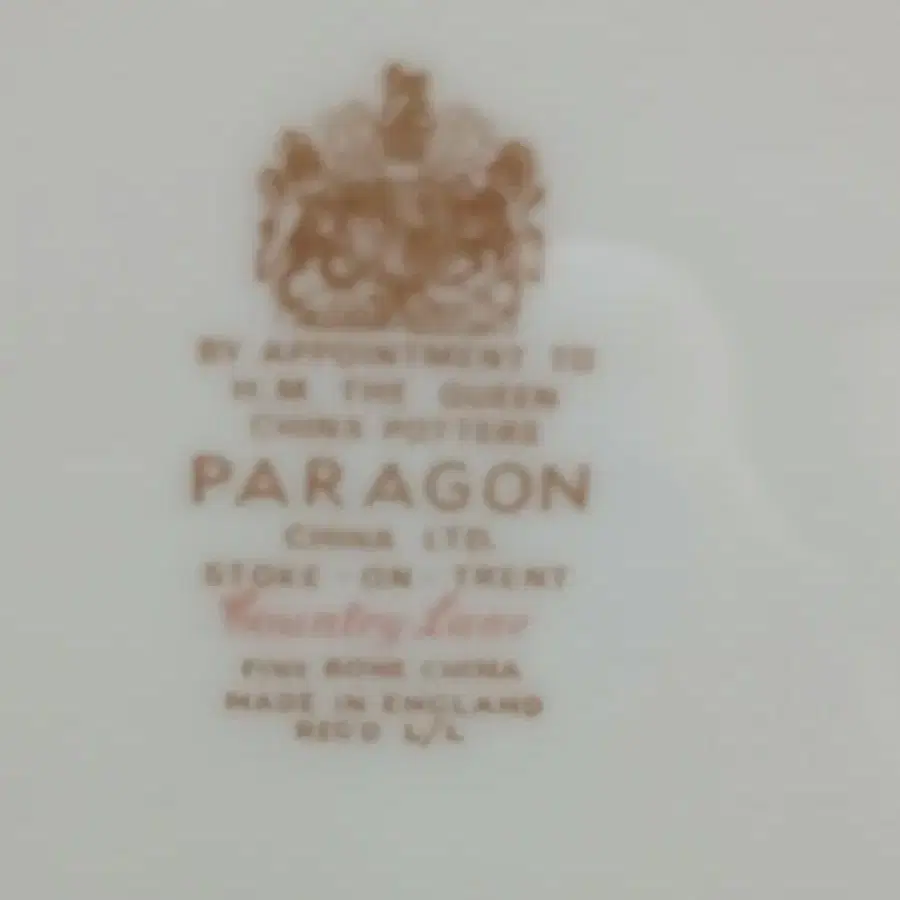 BY APPOINTMENT TO
H.M. THE QUEEN
CHINA POTTERS
PARAGON
CHINA LTD.
STOKE - ON - TRENT
Country Lane
FINE BONE CHINA
MADE IN ENGLAND
REG'D L/L